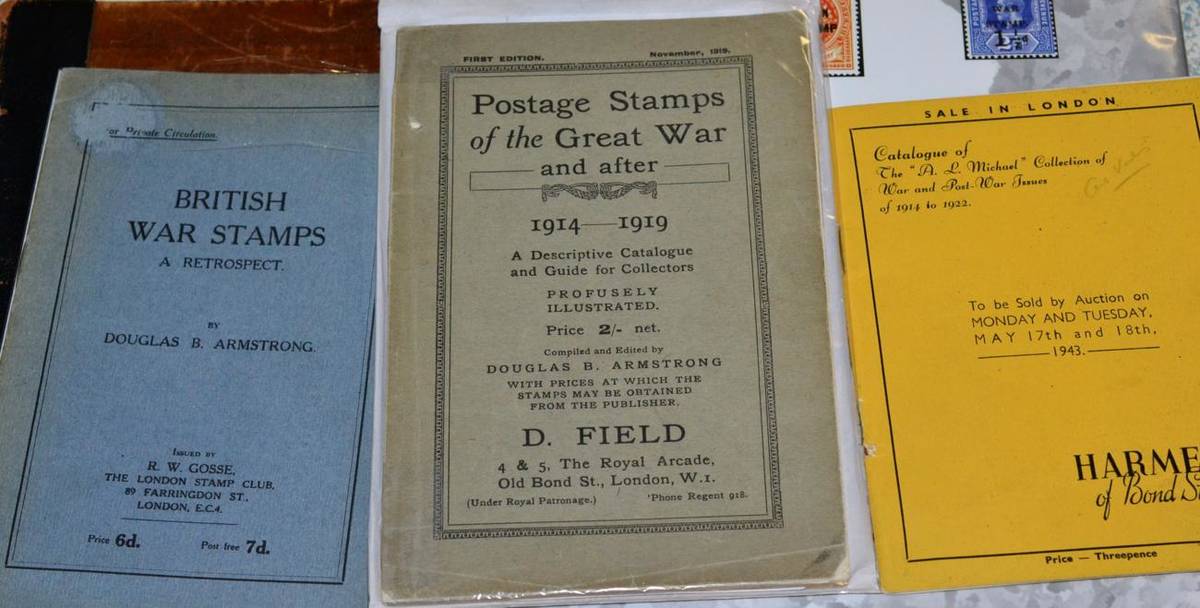 or Private Circulation.
BRITISH
WAR STAMPS
A RETROSPECT.
BY
DOUGLAS B. ARMSTRONG.
ISSUED BY
R. W. GOSSE,
THE LONDON STAMP CLUB,
89 FARRINGDON ST.,
LONDON, E.C.4.
Price 6d. Post free 7d.
FIRST EDITION. November, 1919.
Postage Stamps
of the Great War
and after
1914—1919
A Descriptive Catalogue
and Guide for Collectors
PROFUSELY
ILLUSTRATED.
Price 2/- net.
Compiled and Edited by
DOUGLAS B. ARMSTRONG
WITH PRICES AT WHICH THE
STAMPS MAY BE OBTAINED
FROM THE PUBLISHER.
D. FIELD
4 & 5, The Royal Arcade,
Old Bond St., London, W.1.
(Under Royal Patronage.) 'Phone Regent 918.
WAR
STAMP
SALE IN LONDON
Catalogue of
The "A. L. Michael" Collection of
War and Post-War Issues
of 1914 to 1922.
To be Sold by Auction on
MONDAY AND TUESDAY,
MAY 17th and 18th,
1943.
HARME
of Bond S
Price — Threepence